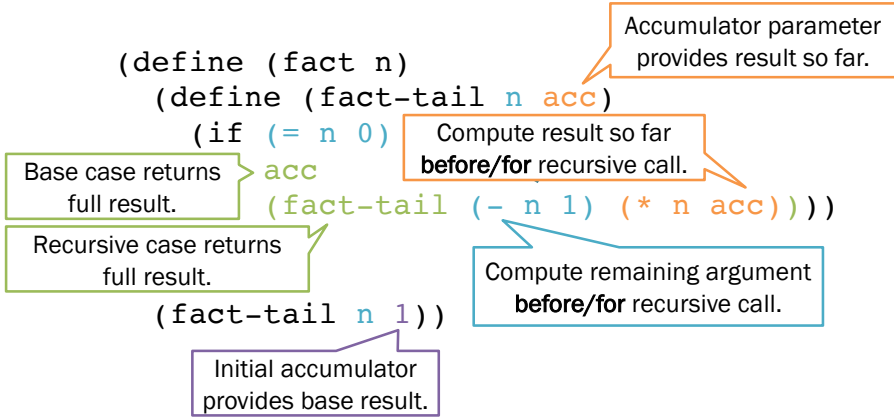 Accumulator parameter
provides result so far.
(define (fact n)
(define (fact-tail n acc)
(if (= n 0)
Compute result so far
before/for recursive call.
Base case returns
full result.
acc
(fact-tail (- n 1) (* n acc))))
Recursive case returns
full result.
Compute remaining argument
before/for recursive call.
(fact-tail n 1))
Initial accumulator
provides base result.